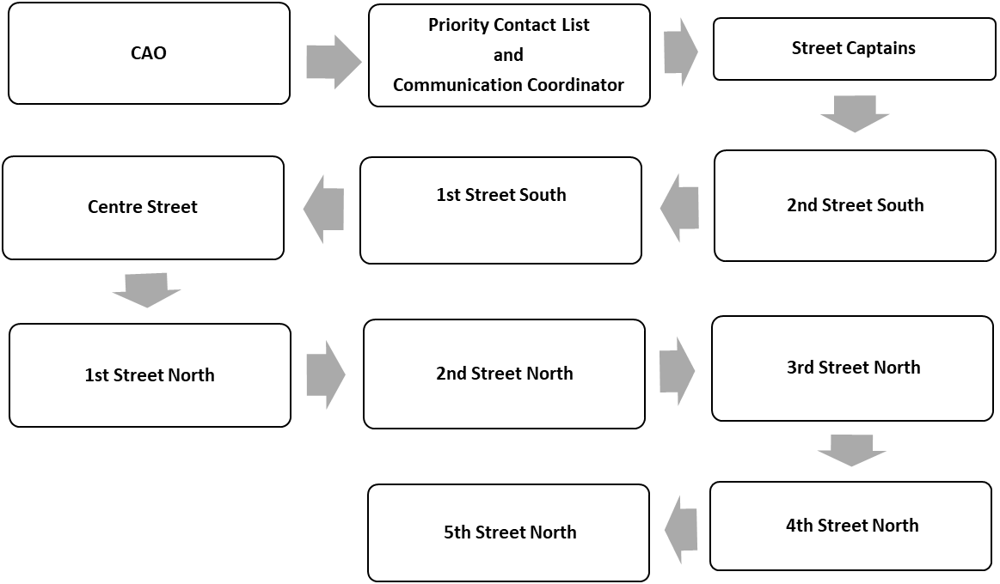 CAO
Priority Contact List
and
Communication Coordinator
Street Captains
2nd Street South
1st Street South
Centre Street
1st Street North
2nd Street North
3rd Street North
4th Street North
5th Street North